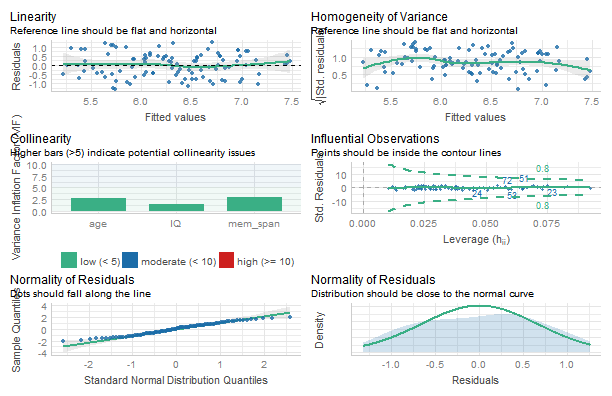 Linearity
Reference line should be flat and horizontal
Residuals
1.0
0.5
0.0
-0.5
-1.0
5.5
6.0
6.5
7.0
7.5
Fitted values
Homogeneity of Variance
Reference line should be flat and horizontal
√|Std. residuals|
1.0
0.5
5.5
6.0
6.5
7.0
7.5
Fitted values
Collinearity
Higher bars (>5) indicate potential collinearity issues
Variance Inflation Factor (VIF)
10.0
7.5
5.0
2.5
0.0
age
IQ
mem_span
low (< 5)
moderate (< 10)
high (>= 10)
Influential Observations
Points should be inside the contour lines
Std. Residuals
10
0
0.8
72
51
24
53
23
0.8
0.000
0.025
0.050
0.075
Leverage (hᵢᵢ)
Normality of Residuals
Dots should fall along the line
Sample Quantiles
4
2
0
-2
-4
-2
-1
0
1
2
Standard Normal Distribution Quantiles
Normality of Residuals
Distribution should be close to the normal curve
Density
-1.0
-0.5
0.0
0.5
1.0
Residuals